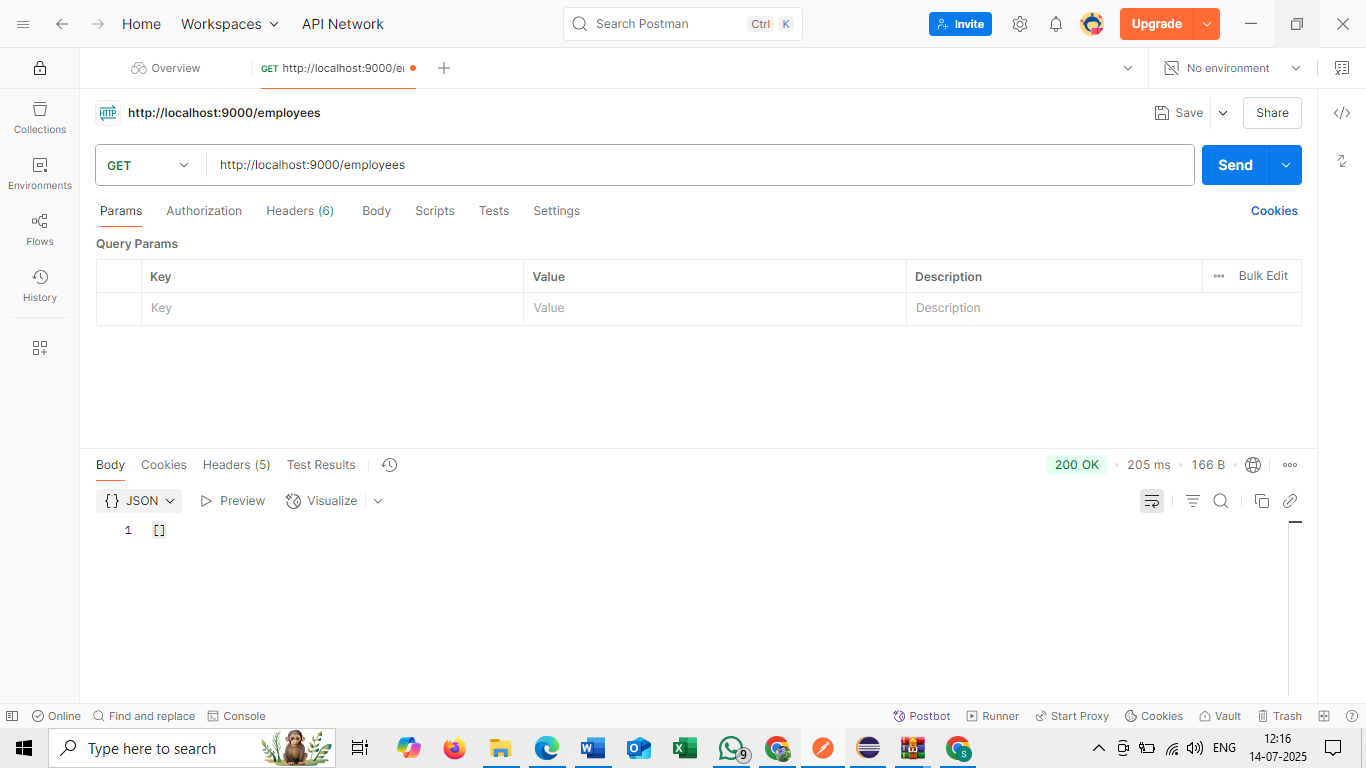 Home Workspaces API Network Search Postman Ctrl K Invite Upgrade
Overview GET http://localhost:9000/e No environment
HTTP http://localhost:9000/employees Save Share
Collections
GET http://localhost:9000/employees Send
Environments
Params Authorization Headers (6) Body Scripts Tests Settings Cookies
Flows
Query Params
Key Value Description Bulk Edit
History
Key Value Description
Body Cookies Headers (5) Test Results 200 OK 205 ms 166 B
{} JSON Preview Visualize
1 []
Online Find and replace Console Postbot Runner Start Proxy Cookies Vault Trash
Type here to search 9 S ENG 12:16
14-07-2025